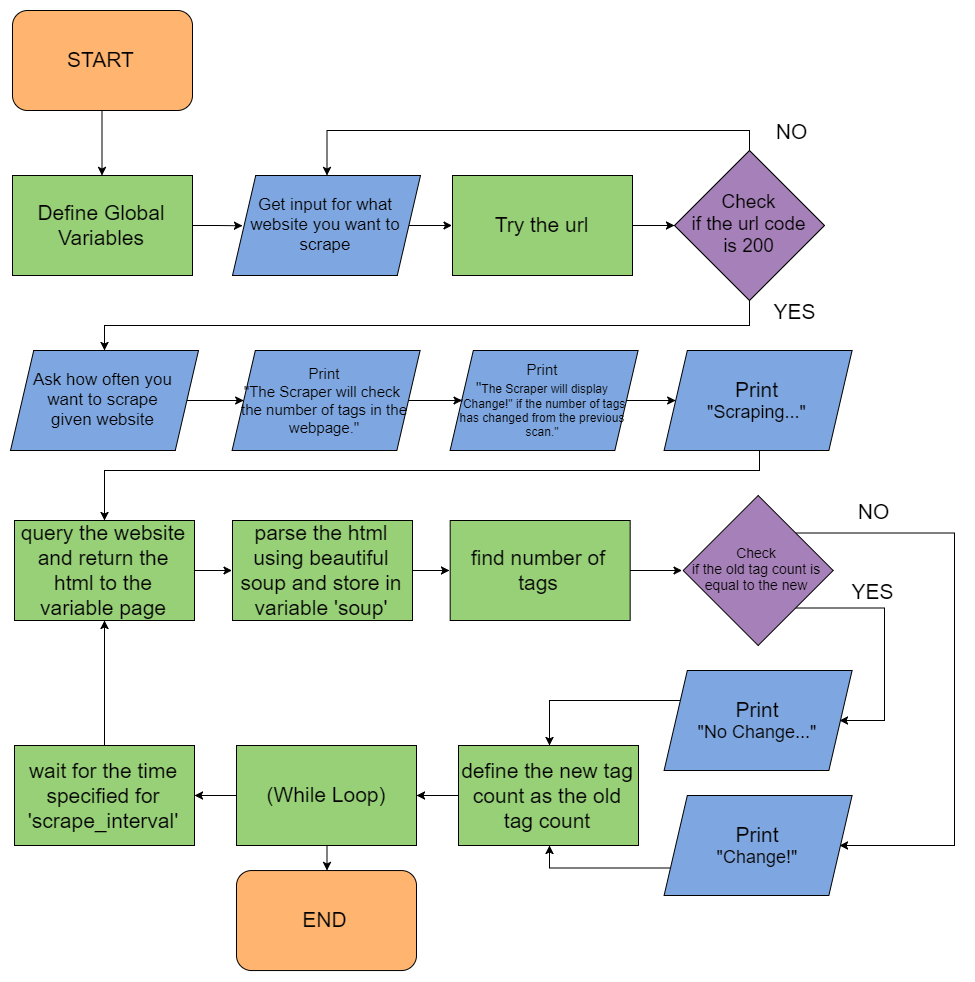 START
NO
Define Global
Variables
Get input for what
website you want to
scrape
Try the url
Check
if the url code
is 200
YES
Ask how often you
want to scrape
given website
Print
"The Scraper will check
the number of tags in the
webpage."
Print
"The Scraper will display
"Change!" if the number of tags
has changed from the previous
scan."
Print
"Scraping..."
query the website
and return the
html to the
variable page
parse the html
using beautiful
soup and store in
variable 'soup'
find number of
tags
Check
if the old tag count is
equal to the new
NO
YES
Print
"No Change..."
wait for the time
specified for
'scrape_interval'
(While Loop)
define the new tag
count as the old
tag count
Print
"Change!"
END